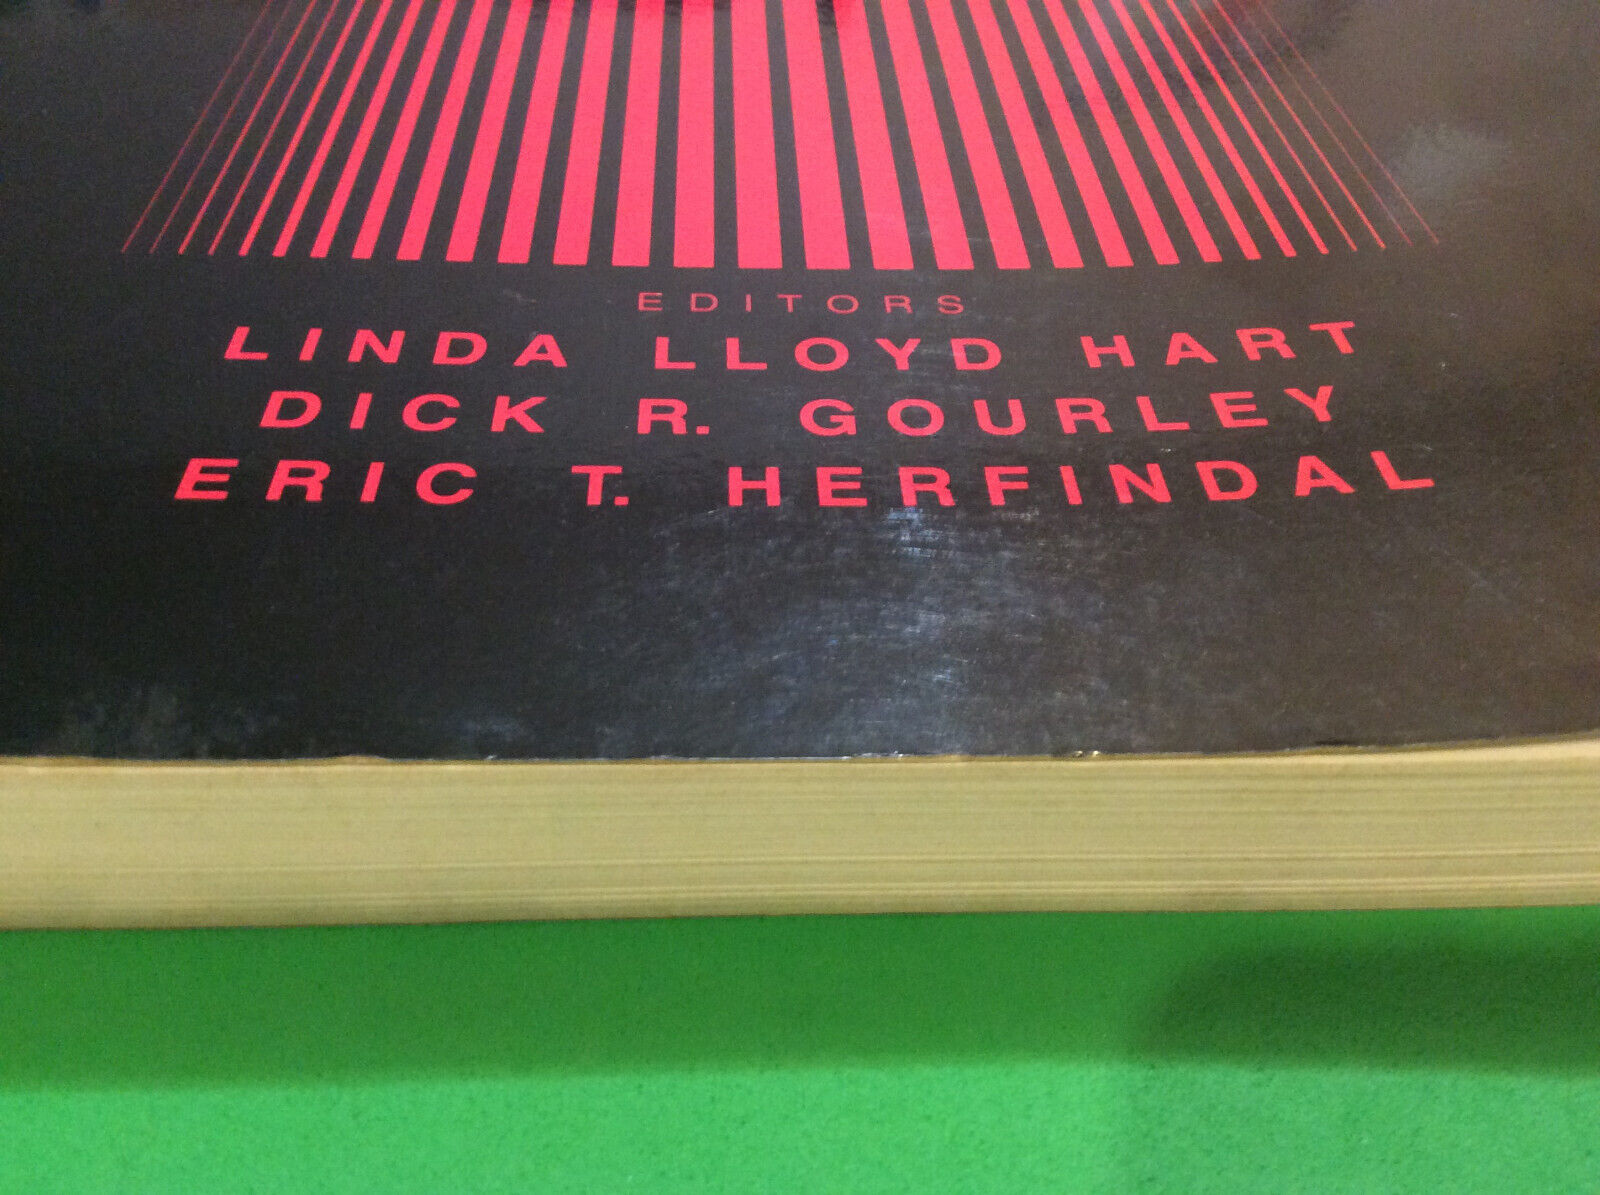 EDITORS
LINDA LLOYD HART
DICK R. GOURLEY
ERIC T. HERFINDAL